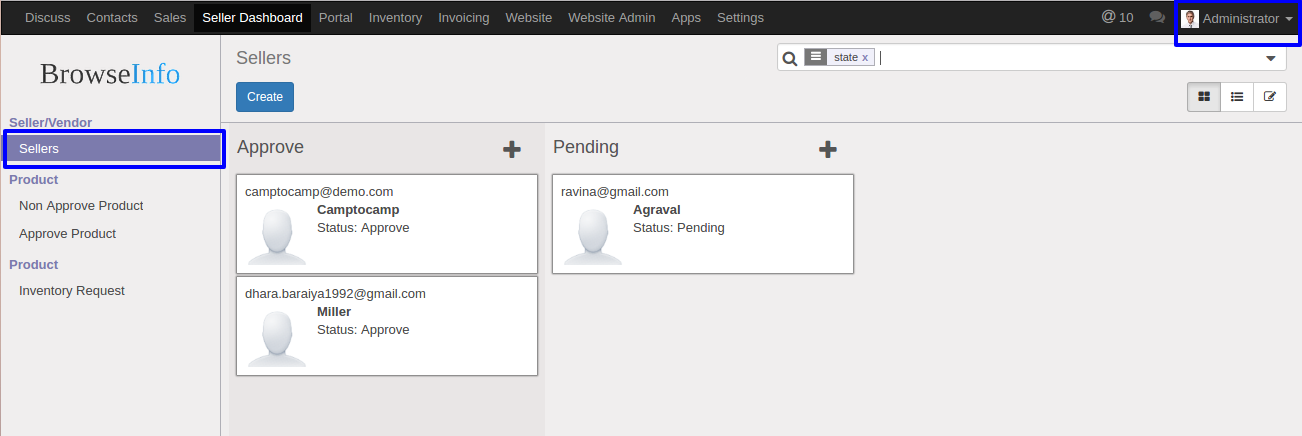 Discuss Contacts Sales Seller Dashboard Portal Inventory Invoicing Website Website Admin Apps Settings @ 10 Administrator
BrowseInfo
Sellers
state x
Create
Seller/Vendor
Sellers
Product
Non Approve Product
Approve Product
Product
Inventory Request
Approve
camptocamp@demo.com
Camptocamp
Status: Approve
dhara.baraiya1992@gmail.com
Miller
Status: Approve
Pending
ravina@gmail.com
Agraval
Status: Pending